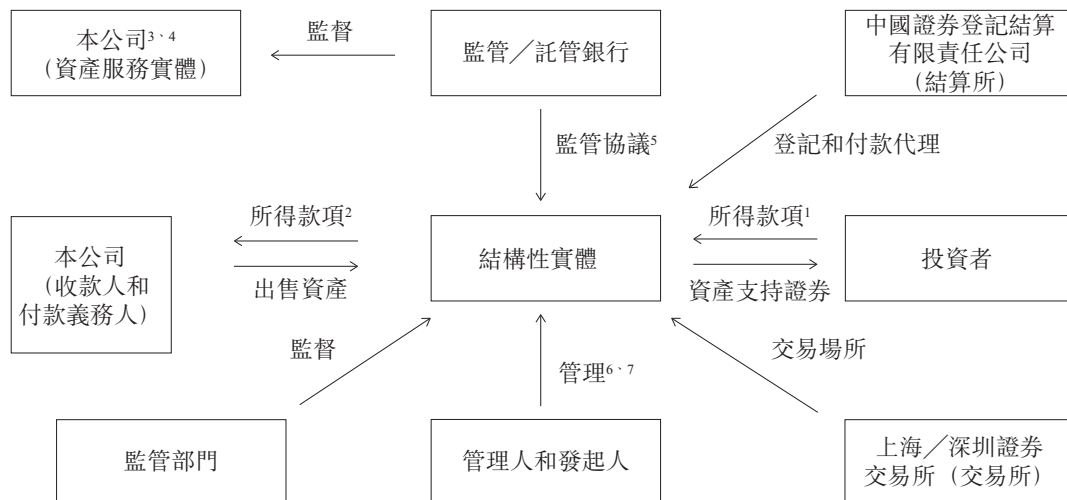 本公司3、4
(資產服務實體)
監督
監管／託管銀行
中國證券登記結算
有限責任公司
(結算所)
監管協議5
登記和付款代理
本公司
(收款人和
付款義務人)
所得款項2
出售資產
結構性實體
所得款項1
資產支持證券
投資者
監督
管理6、7
交易場所
監管部門
管理人和發起人
上海／深圳證券
交易所(交易所)